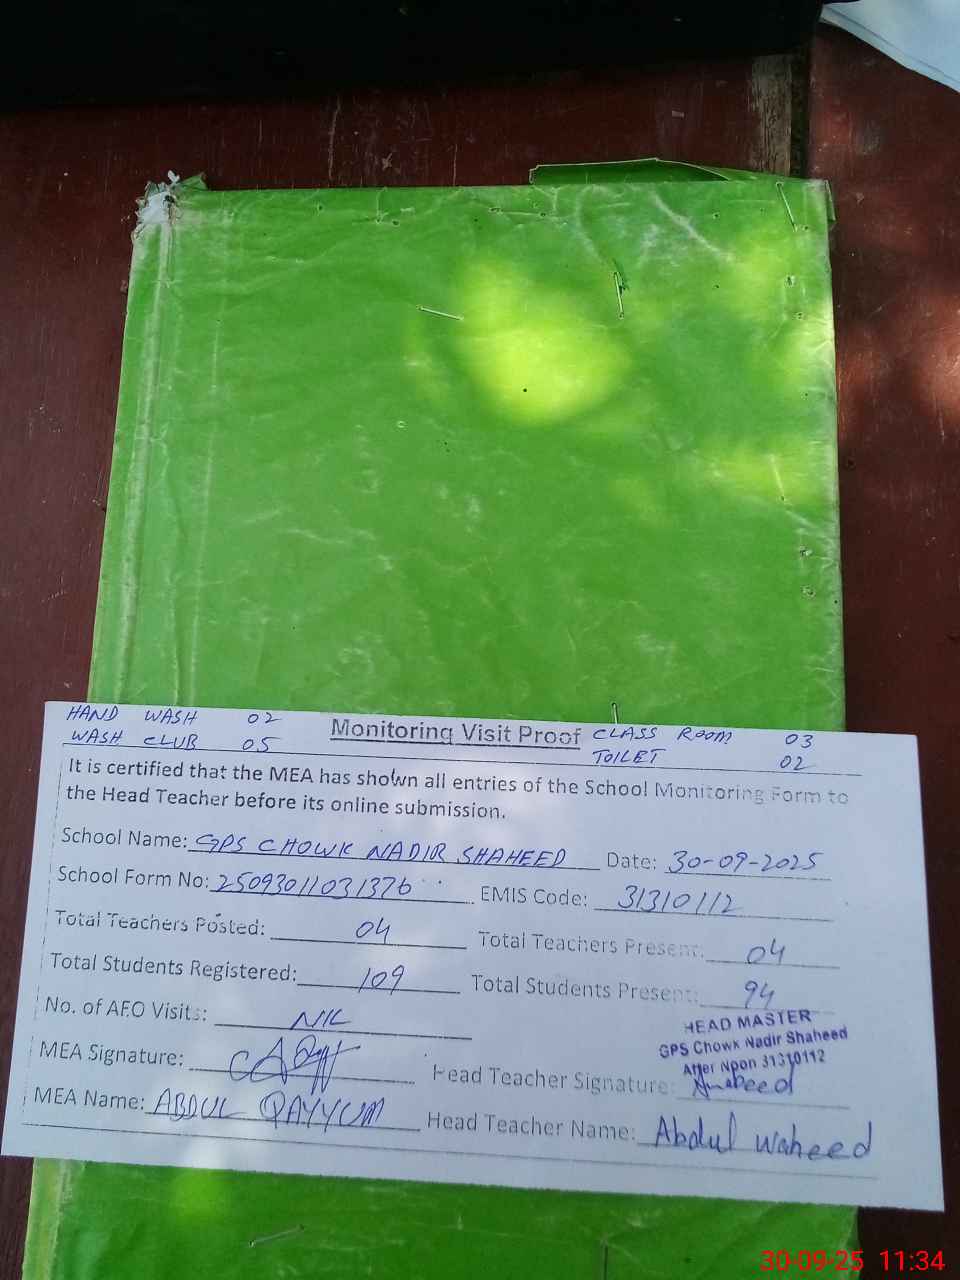 HAND WASH 02
WASH CLUB 05
Monitoring Visit Proof
CLASS ROOM 03
TOILET 02
It is certified that the MEA has shown all entries of the School Monitoring Form to
the Head Teacher before its online submission.
School Name: GPS CHOWK NADIR SHAHEED Date: 30-09-2025
School Form No: 25093011031376 EMIS Code: 31310112
Total Teachers Posted: 04 Total Teachers Present: 04
Total Students Registered: 109 Total Students Present: 94
No. of AEO Visits: NIL
HEAD MASTER
GPS Chowk Nadir Shaheed
After Noon 31310112
MEA Signature: Head Teacher Signature:
MEA Name: ABDUL QAYYUM Head Teacher Name: Abdul Waheed
30-09-25 11:34